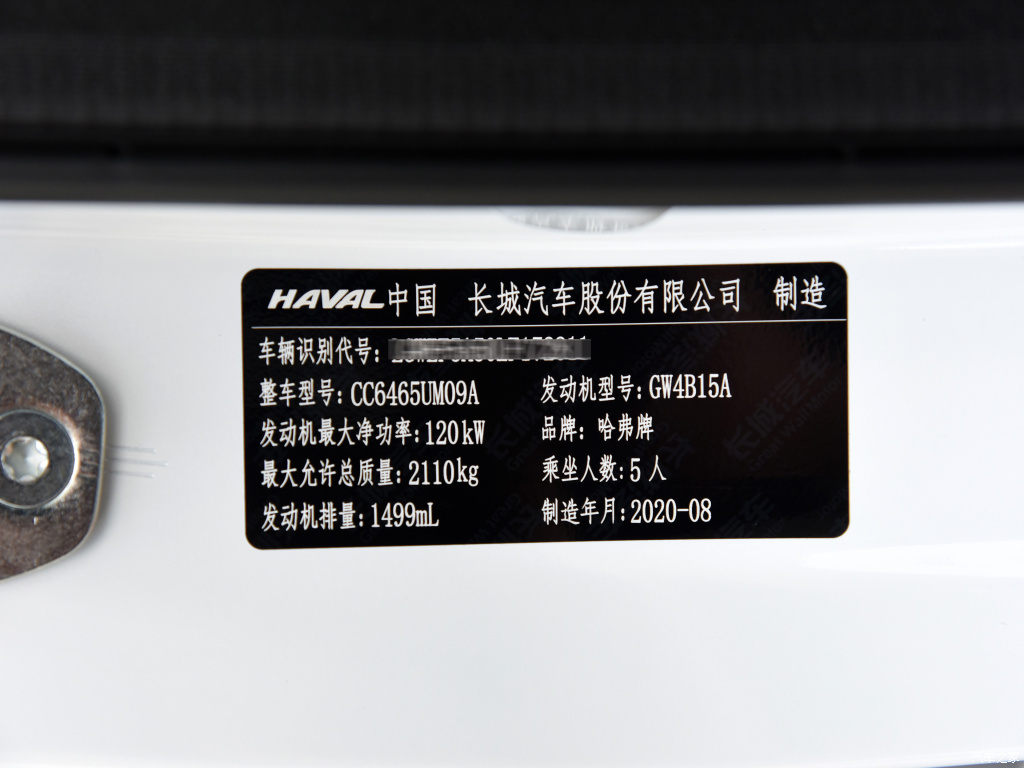 HAVAL中国 长城汽车股份有限公司 制造
车辆识别代号:
整车型号: CC6465UM09A 发动机型号: GW4B15A
发动机最大净功率: 120kW 品牌: 哈弗牌
最大允许总质量: 2110kg 乘坐人数: 5人
发动机排量: 1499mL 制造年月: 2020-08